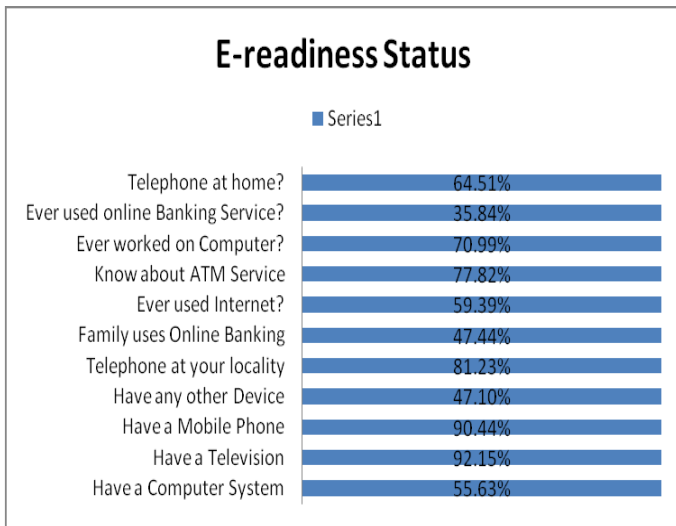 E-readiness Status
Series1
Telephone at home? 64.51%
Ever used online Banking Service? 35.84%
Ever worked on Computer? 70.99%
Know about ATM Service 77.82%
Ever used Internet? 59.39%
Family uses Online Banking 47.44%
Telephone at your locality 81.23%
Have any other Device 47.10%
Have a Mobile Phone 90.44%
Have a Television 92.15%
Have a Computer System 55.63%